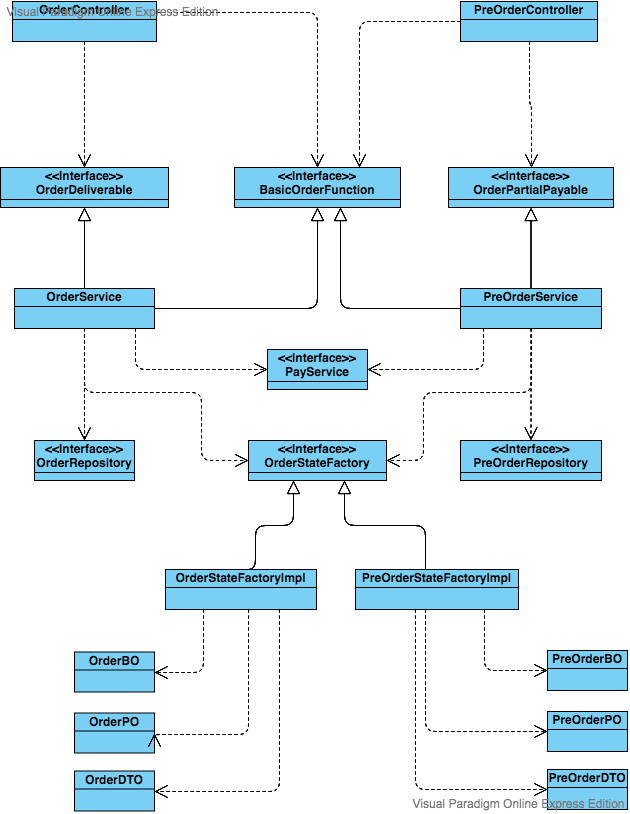 OrderController
Visual Paradigm Online Express Edition
PreOrderController
<<Interface>>
OrderDeliverable
<<Interface>>
BasicOrderFunction
<<Interface>>
OrderPartialPayable
OrderService
PreOrderService
<<Interface>>
PayService
<<Interface>>
OrderRepository
<<Interface>>
OrderStateFactory
<<Interface>>
PreOrderRepository
OrderStateFactoryImpl
PreOrderStateFactoryImpl
OrderBO
PreOrderBO
OrderPO
PreOrderPO
OrderDTO
PreOrderDTO
Visual Paradigm Online Express Edition